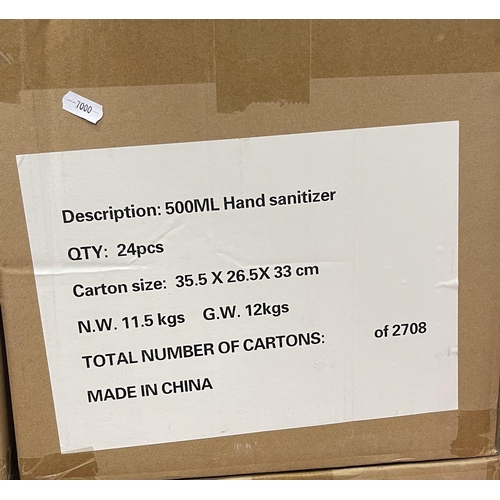 ---7000
Description: 500ML Hand sanitizer
QTY: 24pcs
Carton size: 35.5 X 26.5X 33 cm
N.W. 11.5 kgs G.W. 12kgs
TOTAL NUMBER OF CARTONS: of 2708
MADE IN CHINA